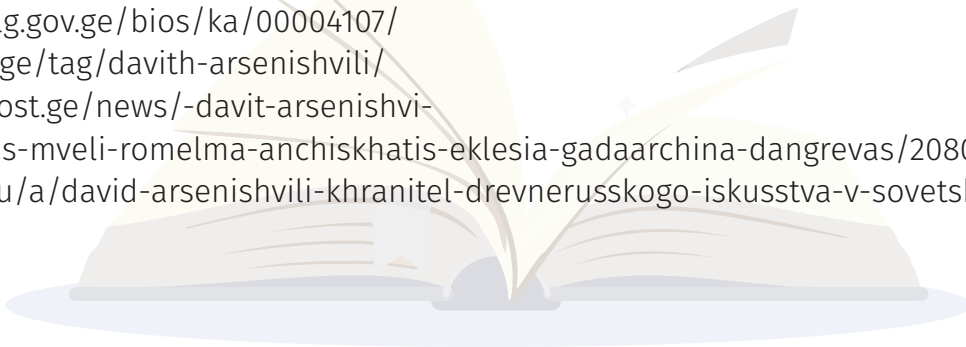 g.gov.ge/bios/ka/00004107/
ge/tag/davith-arsenishvili/
ost.ge/news/-davit-arsenishvi-
s-mveli-romelma-anchiskhatis-eklesia-gadaarchina-dangrevas/2080
u/a/david-arsenishvili-khranitel-drevnerusskogo-iskusstva-v-sovets